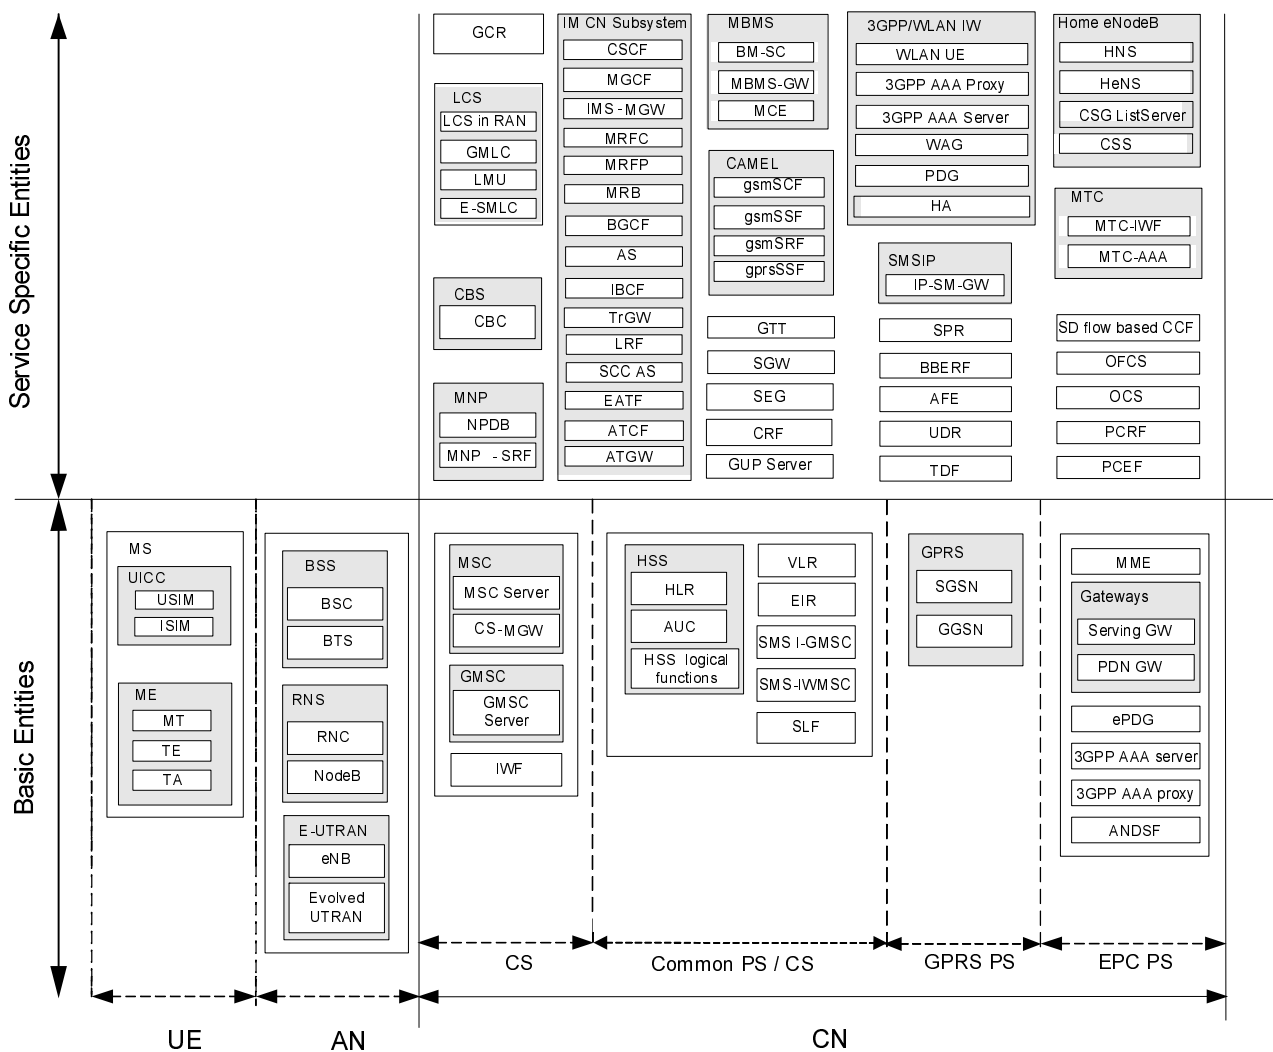 Service Specific Entities
GCR
LCS
LCS in RAN
GMLC
LMU
E-SMLC
CBS
CBC
MNP
NPDB
MNP - SRF
IM CN Subsystem
CSCF
MGCF
IMS-MGW
MRFC
MRFP
MRB
BGCF
AS
IBCF
TrGW
LRF
SCC AS
EATF
ATCF
ATGW
MBMS
BM-SC
MBMS-GW
MCE
CAMEL
gsmSCF
gsmSSF
gsmSRF
gprsSSF
GTT
SGW
SEG
CRF
GUP Server
3GPP/WLAN IW
WLAN UE
3GPP AAA Proxy
3GPP AAA Server
WAG
PDG
HA
SMSIP
IP-SM-GW
SPR
BBERF
AFE
UDR
TDF
Home eNodeB
HNS
HeNS
CSG ListServer
CSS
MTC
MTC-IWF
MTC-AAA
SD flow based CCF
OFCS
OCS
PCRF
PCEF
Basic Entities
MS
UICC
USIM
ISIM
ME
MT
TE
TA
BSS
BSC
BTS
RNS
RNC
NodeB
E-UTRAN
eNB
Evolved
UTRAN
MSC
MSC Server
CS-MGW
GMSC
GMSC
Server
IWF
HSS
HLR
AUC
HSS logical
functions
VLR
EIR
SMS I-GMSC
SMS-IWMSC
SLF
GPRS
SGSN
GGSN
MME
Gateways
Serving GW
PDN GW
ePDG
3GPP AAA server
3GPP AAA proxy
ANDSF
CS
Common PS / CS
GPRS PS
EPC PS
UE
AN
CN